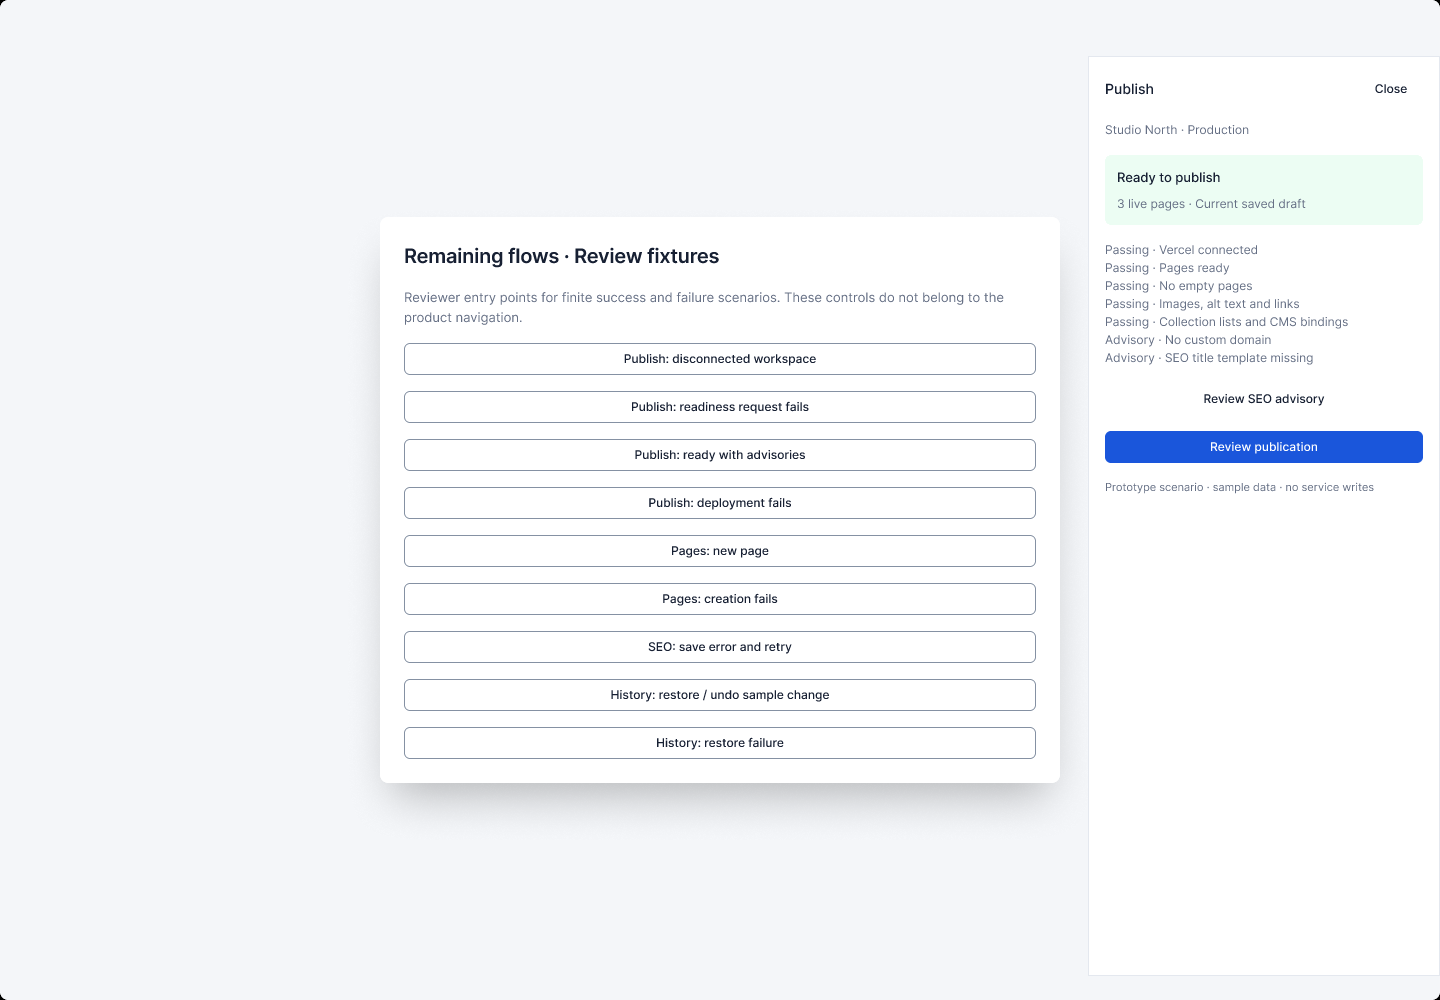 Remaining flows · Review fixtures
Reviewer entry points for finite success and failure scenarios. These controls do not belong to the
product navigation.
Publish: disconnected workspace
Publish: readiness request fails
Publish: ready with advisories
Publish: deployment fails
Pages: new page
Pages: creation fails
SEO: save error and retry
History: restore / undo sample change
History: restore failure
Publish
Close
Studio North · Production
Ready to publish
3 live pages · Current saved draft
Passing · Vercel connected
Passing · Pages ready
Passing · No empty pages
Passing · Images, alt text and links
Passing · Collection lists and CMS bindings
Advisory · No custom domain
Advisory · SEO title template missing
Review SEO advisory
Review publication
Prototype scenario · sample data · no service writes